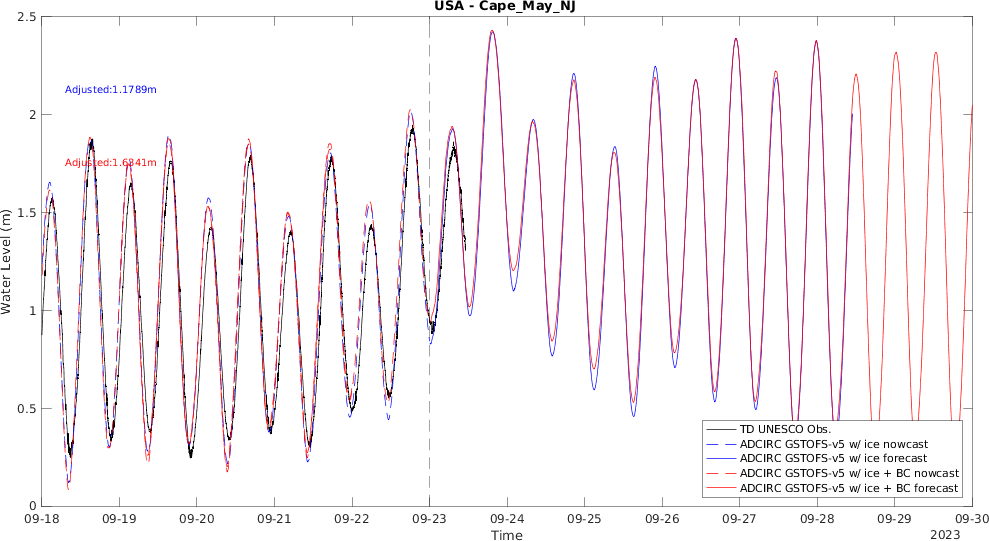 USA - Cape_May_NJ
2.5
2
1.5
1
0.5
0
Water Level (m)
Adjusted:1.1789m
Adjusted:1.6841m
TD UNESCO Obs.
ADCIRC GSTOFS-v5 w/ ice nowcast
ADCIRC GSTOFS-v5 w/ ice forecast
ADCIRC GSTOFS-v5 w/ ice + BC nowcast
ADCIRC GSTOFS-v5 w/ ice + BC forecast
09-18 09-19 09-20 09-21 09-22 09-23 09-24 09-25 09-26 09-27 09-28 09-29 09-30
Time
2023